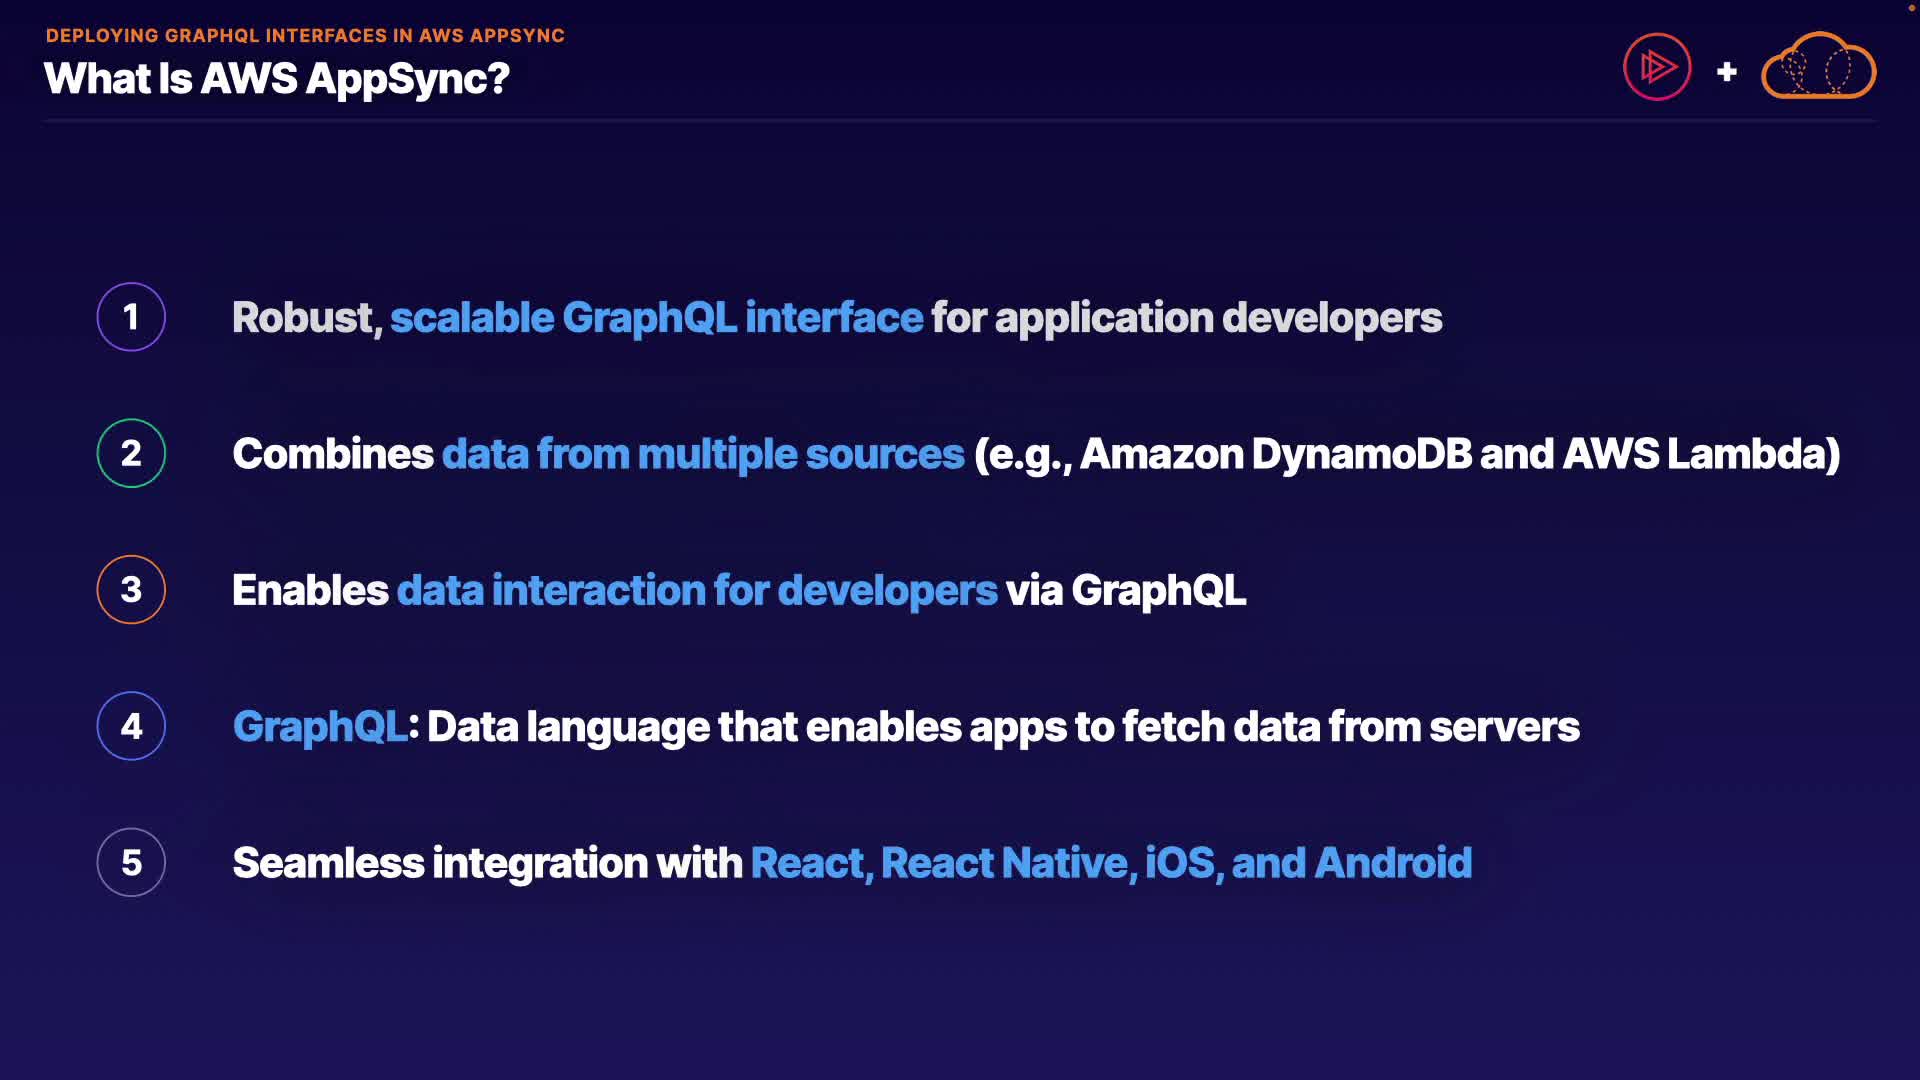 DEPLOYING GRAPHQL INTERFACES IN AWS APPSYNC
What Is AWS AppSync?
+
1 Robust, scalable GraphQL interface for application developers
2 Combines data from multiple sources (e.g., Amazon DynamoDB and AWS Lambda)
3 Enables data interaction for developers via GraphQL
4 GraphQL: Data language that enables apps to fetch data from servers
5 Seamless integration with React, React Native, iOS, and Android